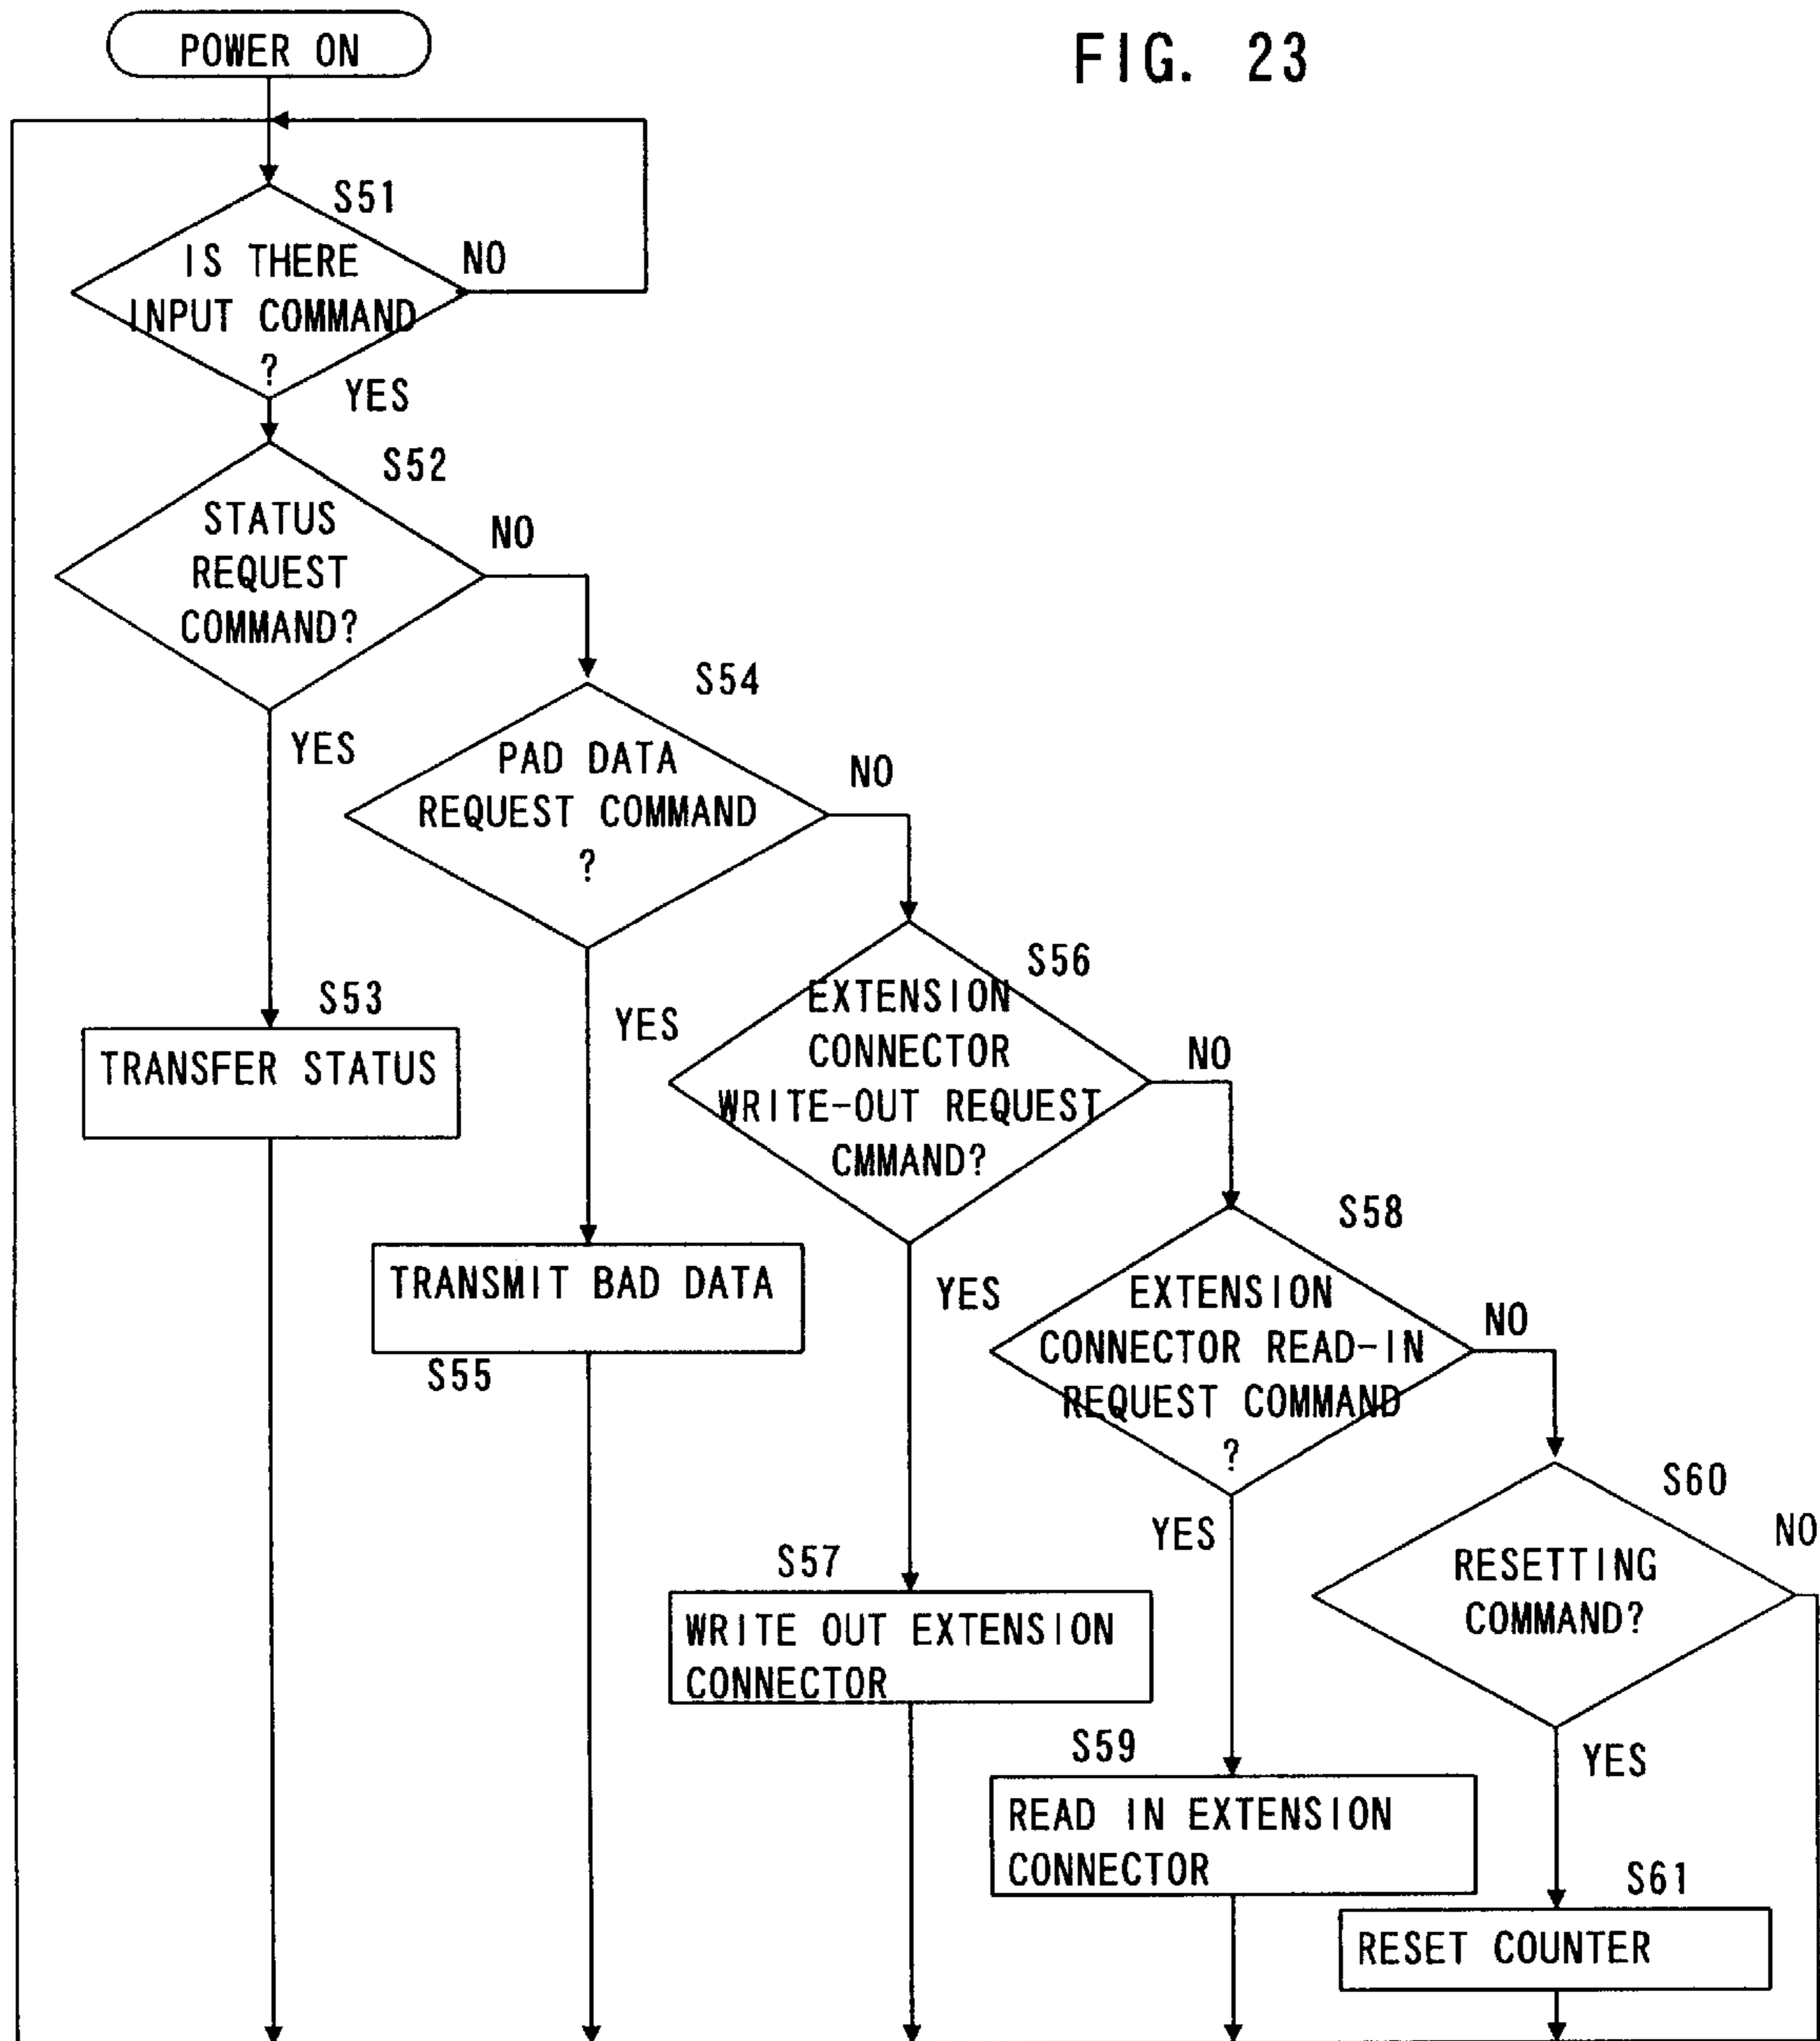 FIG. 23
POWER ON
S51
IS THERE
INPUT COMMAND
?
NO
YES
S52
STATUS
REQUEST
COMMAND?
NO
YES
S53
TRANSFER STATUS
S54
PAD DATA
REQUEST COMMAND
?
NO
YES
TRANSMIT BAD DATA
S55
S56
EXTENSION
CONNECTOR
WRITE-OUT REQUEST
CMMAND?
NO
YES
S57
WRITE OUT EXTENSION
CONNECTOR
S58
EXTENSION
CONNECTOR READ-IN
REQUEST COMMAND
?
NO
YES
S59
READ IN EXTENSION
CONNECTOR
S60
RESETTING
COMMAND?
NO
YES
S61
RESET COUNTER